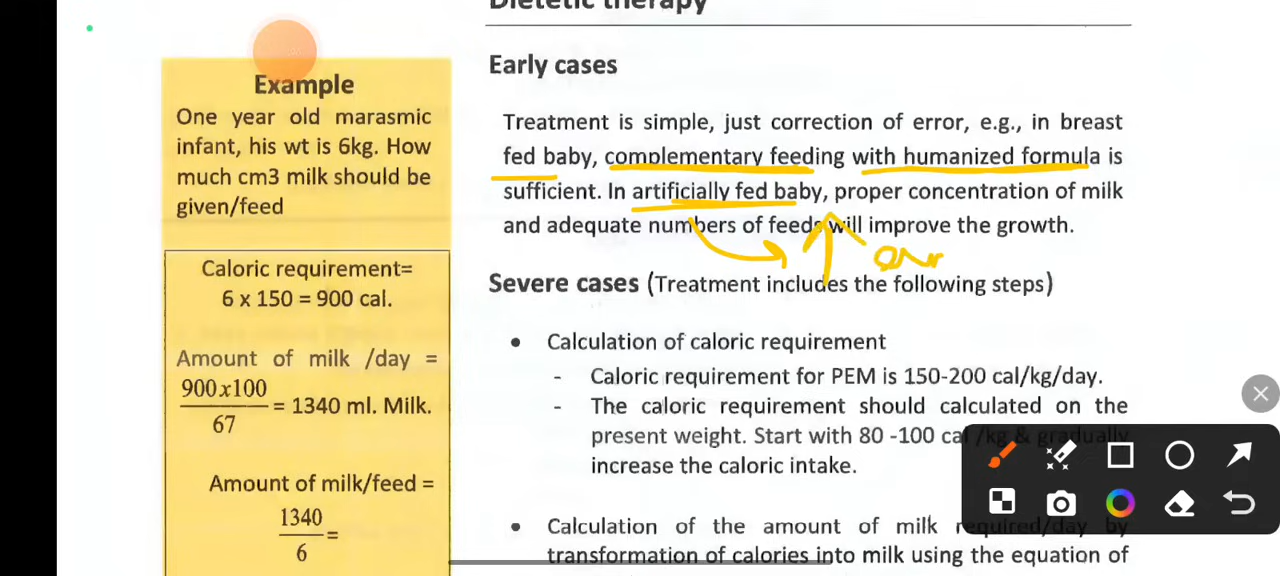 Dietetic therapy
Example
One year old marasmic
infant, his wt is 6kg. How
much cm3 milk should be
given/feed
Caloric requirement=
6 x 150 = 900 cal.
Amount of milk /day =
900x100
= 1340 ml. Milk.
67
Amount of milk/feed =
1340
=
6
Early cases
Treatment is simple, just correction of error, e.g., in breast
fed baby, complementary feeding with humanized formula is
sufficient. In artificially fed baby, proper concentration of milk
and adequate numbers of feeds will improve the growth.
Severe cases (Treatment includes the following steps)
• Calculation of caloric requirement
- Caloric requirement for PEM is 150-200 cal/kg/day.
- The caloric requirement should calculated on the
present weight. Start with 80 -100 cal /kg & gradually
increase the caloric intake.
• Calculation of the amount of milk required/day by
transformation of calories into milk using the equation of